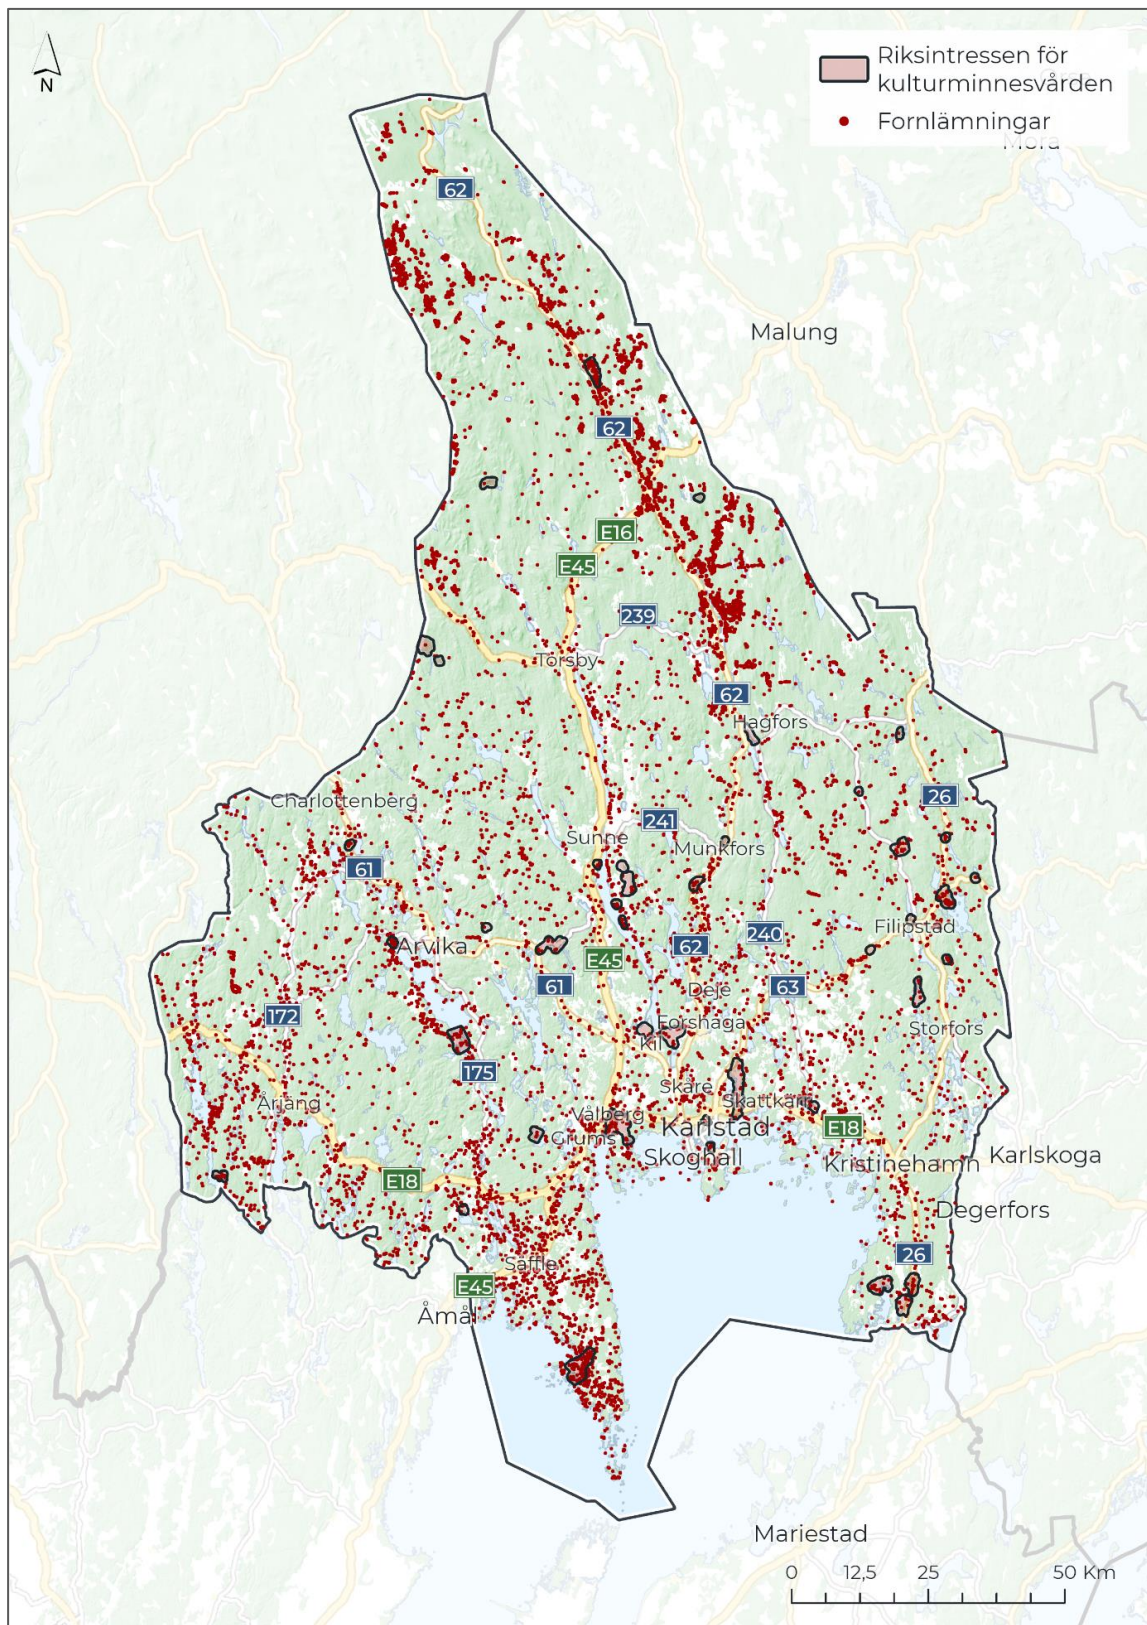 N
Riksintressen för
kulturminnesvården
Fornlämningar
Mora
62
Malung
62
E16
E45
239
Torsby
62
Hagfors
Charlottenberg
26
241
Sunne
Munkfors
61
Filipstad
240
Arvika
62
E45
61
63
Deje
172
Forshaga
Storfors
Kil
175
Skåre
Årjäng
Skattkärr
Vålberg
Karlstad
E18
Grums
Skoghall
Karlskoga
Kristinehamn
E18
Degerfors
26
Säffle
E45
Åmål
Mariestad
0 12,5 25 50 Km